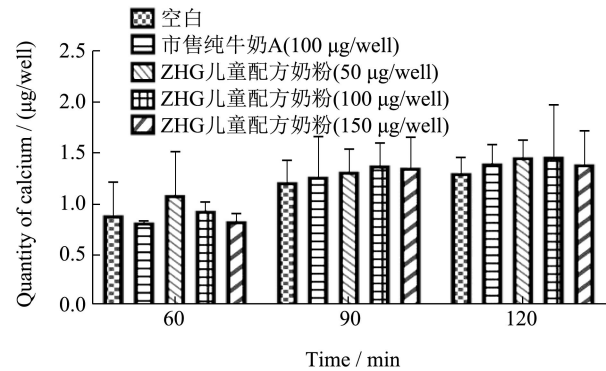 空白
市售纯牛奶A(100 μg/well)
ZHG儿童配方奶粉(50 μg/well)
ZHG儿童配方奶粉(100 μg/well)
ZHG儿童配方奶粉(150 μg/well)
Quantity of calcium / (μg/well)
2.5
2.0
1.5
1.0
0.5
0.0
60
90
120
Time / min